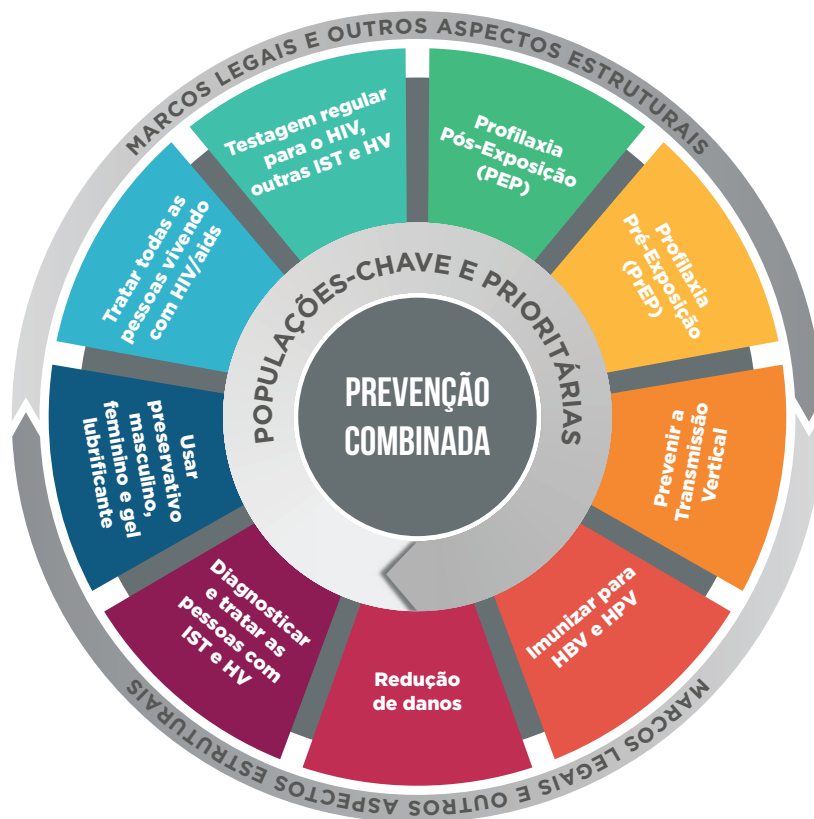 MARCOS LEGAIS E OUTROS ASPECTOS ESTRUTURAIS
Testagem regular
para o HIV,
outras IST e HV
Profilaxia
Pós-Exposição
(PEP)
Profilaxia
Pré-Exposição
(PrEP)
Prevenir a
Transmissão
Vertical
Imunizar para
HBV e HPV
Redução
de danos
Diagnosticar
e tratar as
pessoas com
IST e HV
Usar
preservativo
masculino,
feminino e gel
lubrificante
Tratar todas as
pessoas vivendo
com HIV/aids
POPULAÇÕES-CHAVE E PRIORITÁRIAS
PREVENÇÃO
COMBINADA
MARCOS LEGAIS E OUTROS ASPECTOS ESTRUTURAIS